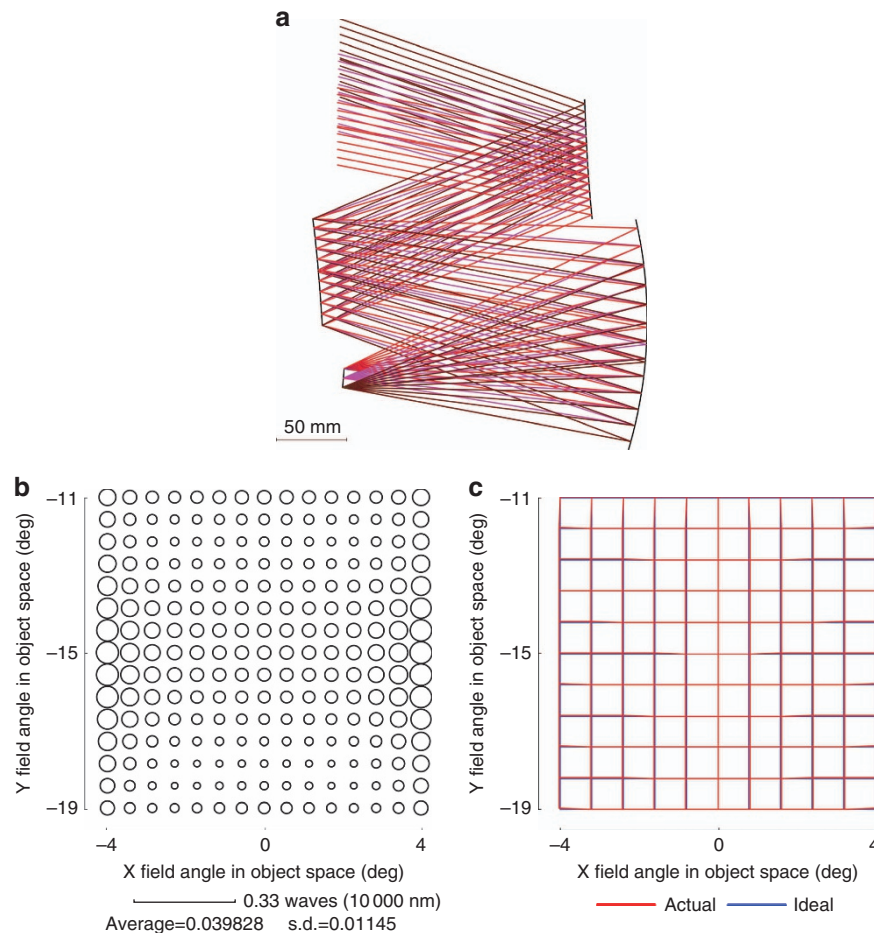 a
50 mm
b
Y field angle in object space (deg)
−11
−15
−19
−4
0
4
X field angle in object space (deg)
0.33 waves (10 000 nm)
Average=0.039828 s.d.=0.01145
c
Y field angle in object space (deg)
−11
−15
−19
−4
0
4
X field angle in object space (deg)
Actual
Ideal